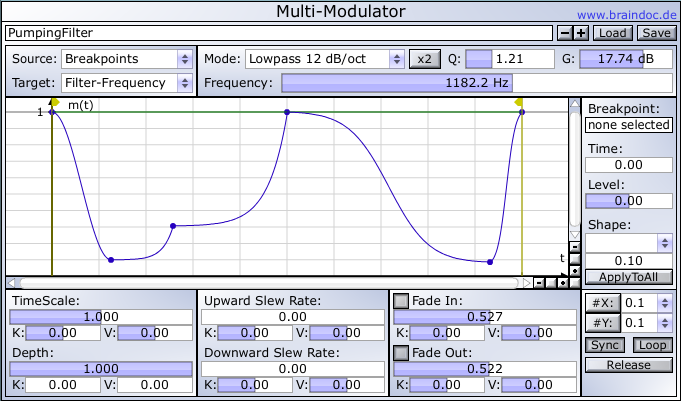 Multi-Modulator
www.braindoc.de
PumpingFilter
Load Save
Source: Breakpoints
Mode: Lowpass 12 dB/oct x2 Q: 1.21 G: 17.74 dB
Target: Filter-Frequency
Frequency: 1182.2 Hz
m(t)
1
t
Breakpoint:
none selected
Time:
0.00
Level:
0.00
Shape:
0.10
ApplyToAll
TimeScale:
1.000
K: 0.00 V: 0.00
Depth:
1.000
K: 0.00 V: 0.00
Upward Slew Rate:
0.00
K: 0.00 V: 0.00
Downward Slew Rate:
0.00
K: 0.00 V: 0.00
Fade In:
0.527
K: 0.00 V: 0.00
Fade Out:
0.522
K: 0.00 V: 0.00
#X: 0.1
#Y: 0.1
Sync Loop
Release